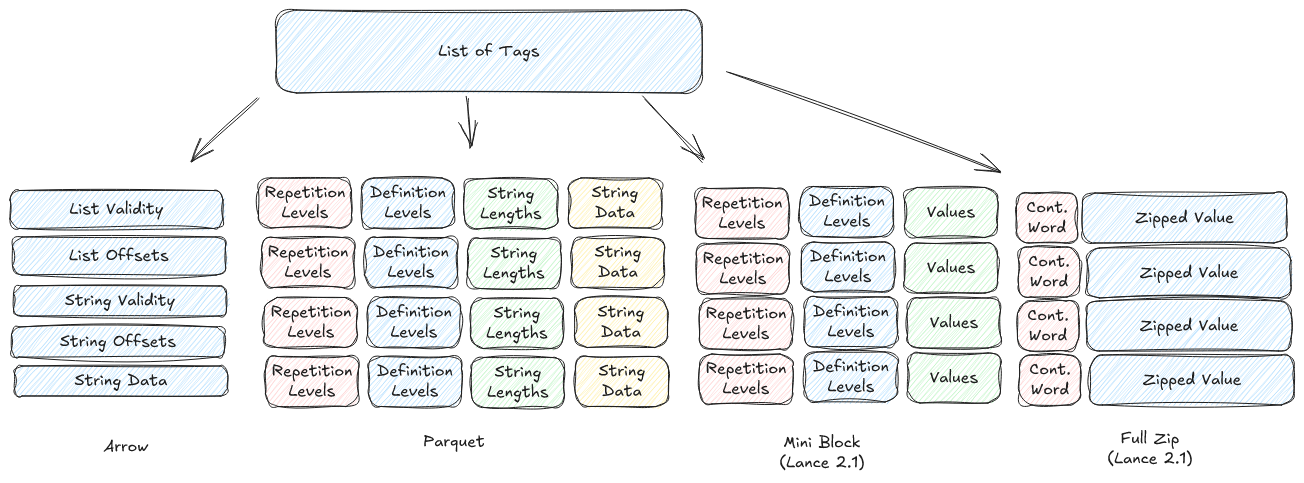 List of Tags
List Validity
List Offsets
String Validity
String Offsets
String Data
Arrow
Repetition
Levels
Definition
Levels
String
Lengths
String
Data
Repetition
Levels
Definition
Levels
String
Lengths
String
Data
Repetition
Levels
Definition
Levels
String
Lengths
String
Data
Repetition
Levels
Definition
Levels
String
Lengths
String
Data
Parquet
Repetition
Levels
Definition
Levels
Values
Repetition
Levels
Definition
Levels
Values
Repetition
Levels
Definition
Levels
Values
Repetition
Levels
Definition
Levels
Values
Mini Block
(Lance 2.1)
Cont.
Word
Zipped Value
Cont.
Word
Zipped Value
Cont.
Word
Zipped Value
Cont.
Word
Zipped Value
Full Zip
(Lance 2.1)